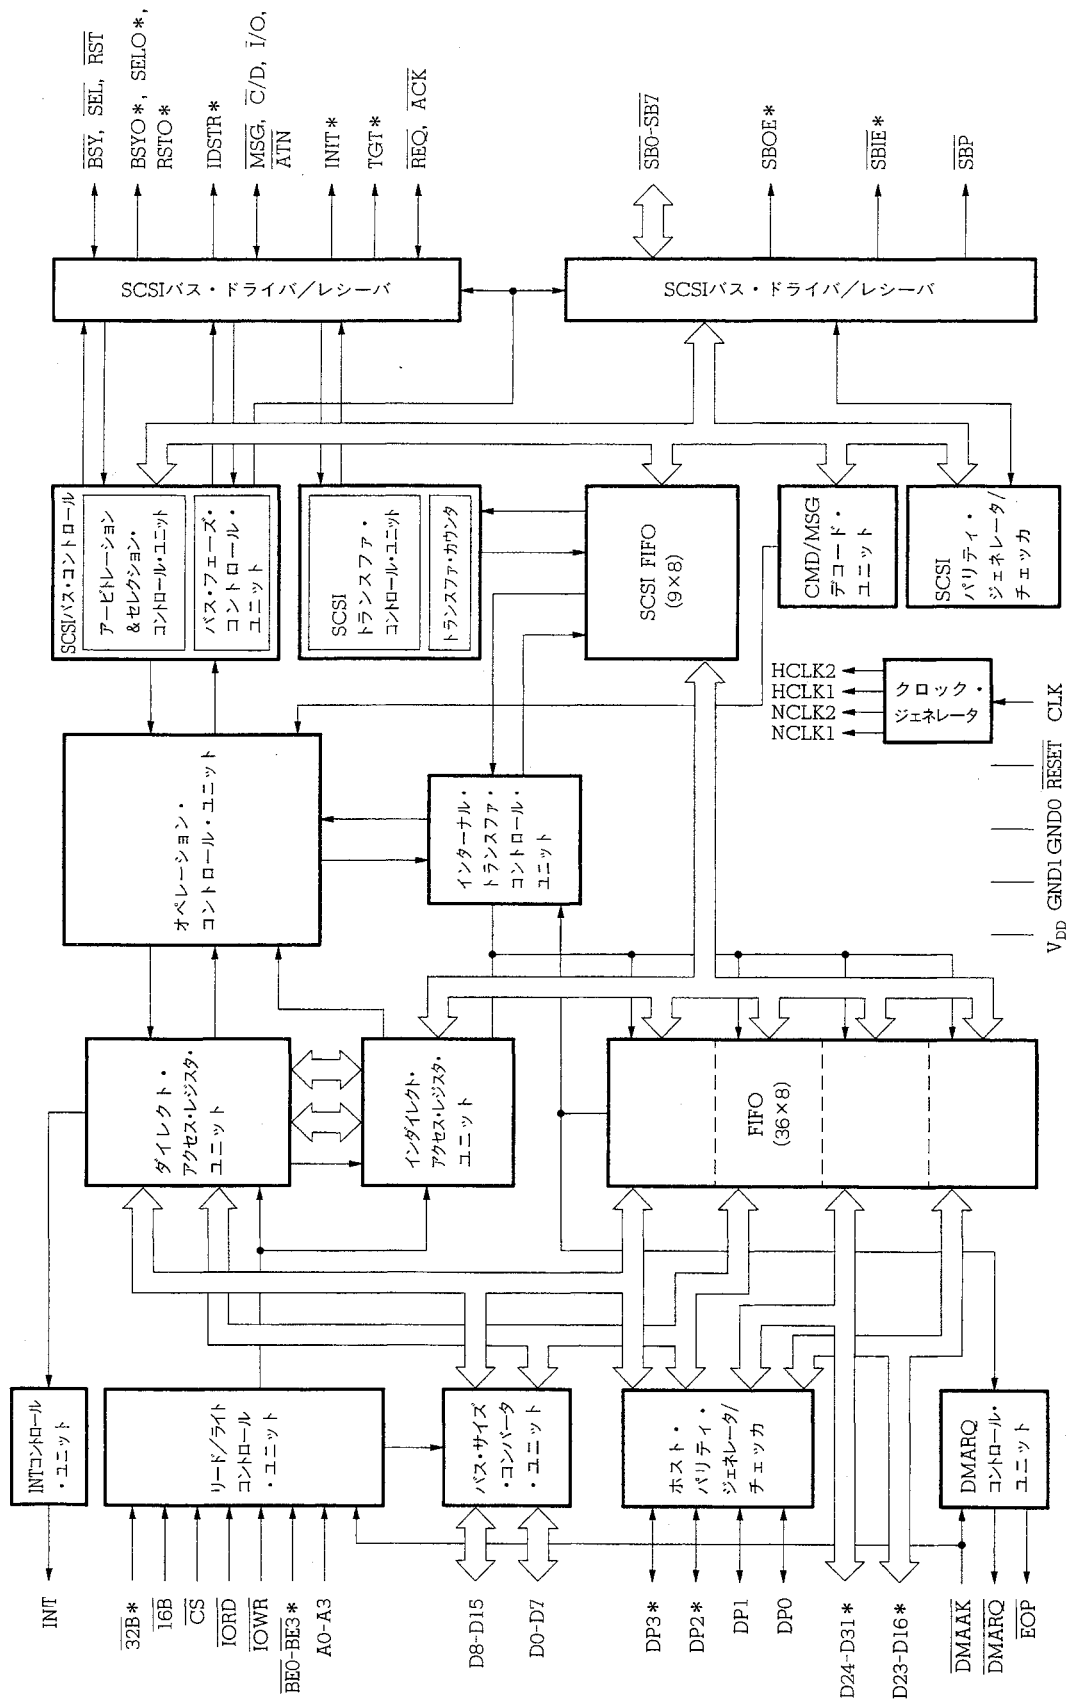 INT
32B*
16B
CS
IORD
IOWR
BE0-BE3*
A0-A3
D8-D15
D0-D7
DP3*
DP2*
DP1
DP0
D24-D31*
D23-D16*
DMAAK
DMARQ
EOP
INTコントロール
・ユニット
リード/ライト
コントロール
・ユニット
バス・サイズ
・コンバータ・
・ユニット
ホスト・
パリティ・
ジェネレータ/
チェッカ
DMARQ
コントロール・
ユニット
ダイレクト・
アクセス・レジスタ・
ユニット
インダイレクト・
アクセス・レジスタ・
ユニット
FIFO
(36×8)
オペレーション・
コントロール・ユニット
インターナル・
トランスファ・
コントロール・
ユニット
SCSIバス・コントロール
アービトレーション
&セレクション・
コントロール・ユニット
バス・フェーズ・
コントロール・
ユニット
SCSI
トランスファ・
コントロール・ユニット
トランスファ・カウンタ
SCSI FIFO
(9×8)
CMD/MSG
デコード・
ユニット
SCSI
パリティ・
ジェネレータ/
チェッカ
HCLK2
HCLK1
NCLK2
NCLK1
クロック・
ジェネレータ
VDD
GND1
GND0
RESET
CLK
SCSIバス・ドライバ/レシーバ
SCSIバス・ドライバ/レシーバ
BSY, SEL, RST
BSYO*, SELO*,
RSTO*
IDSTR*
MSG, C/D, I/O,
ATN
INIT*
TGT*
REQ, ACK
SB0-SB7
SBOE*
SBIE*
SBP